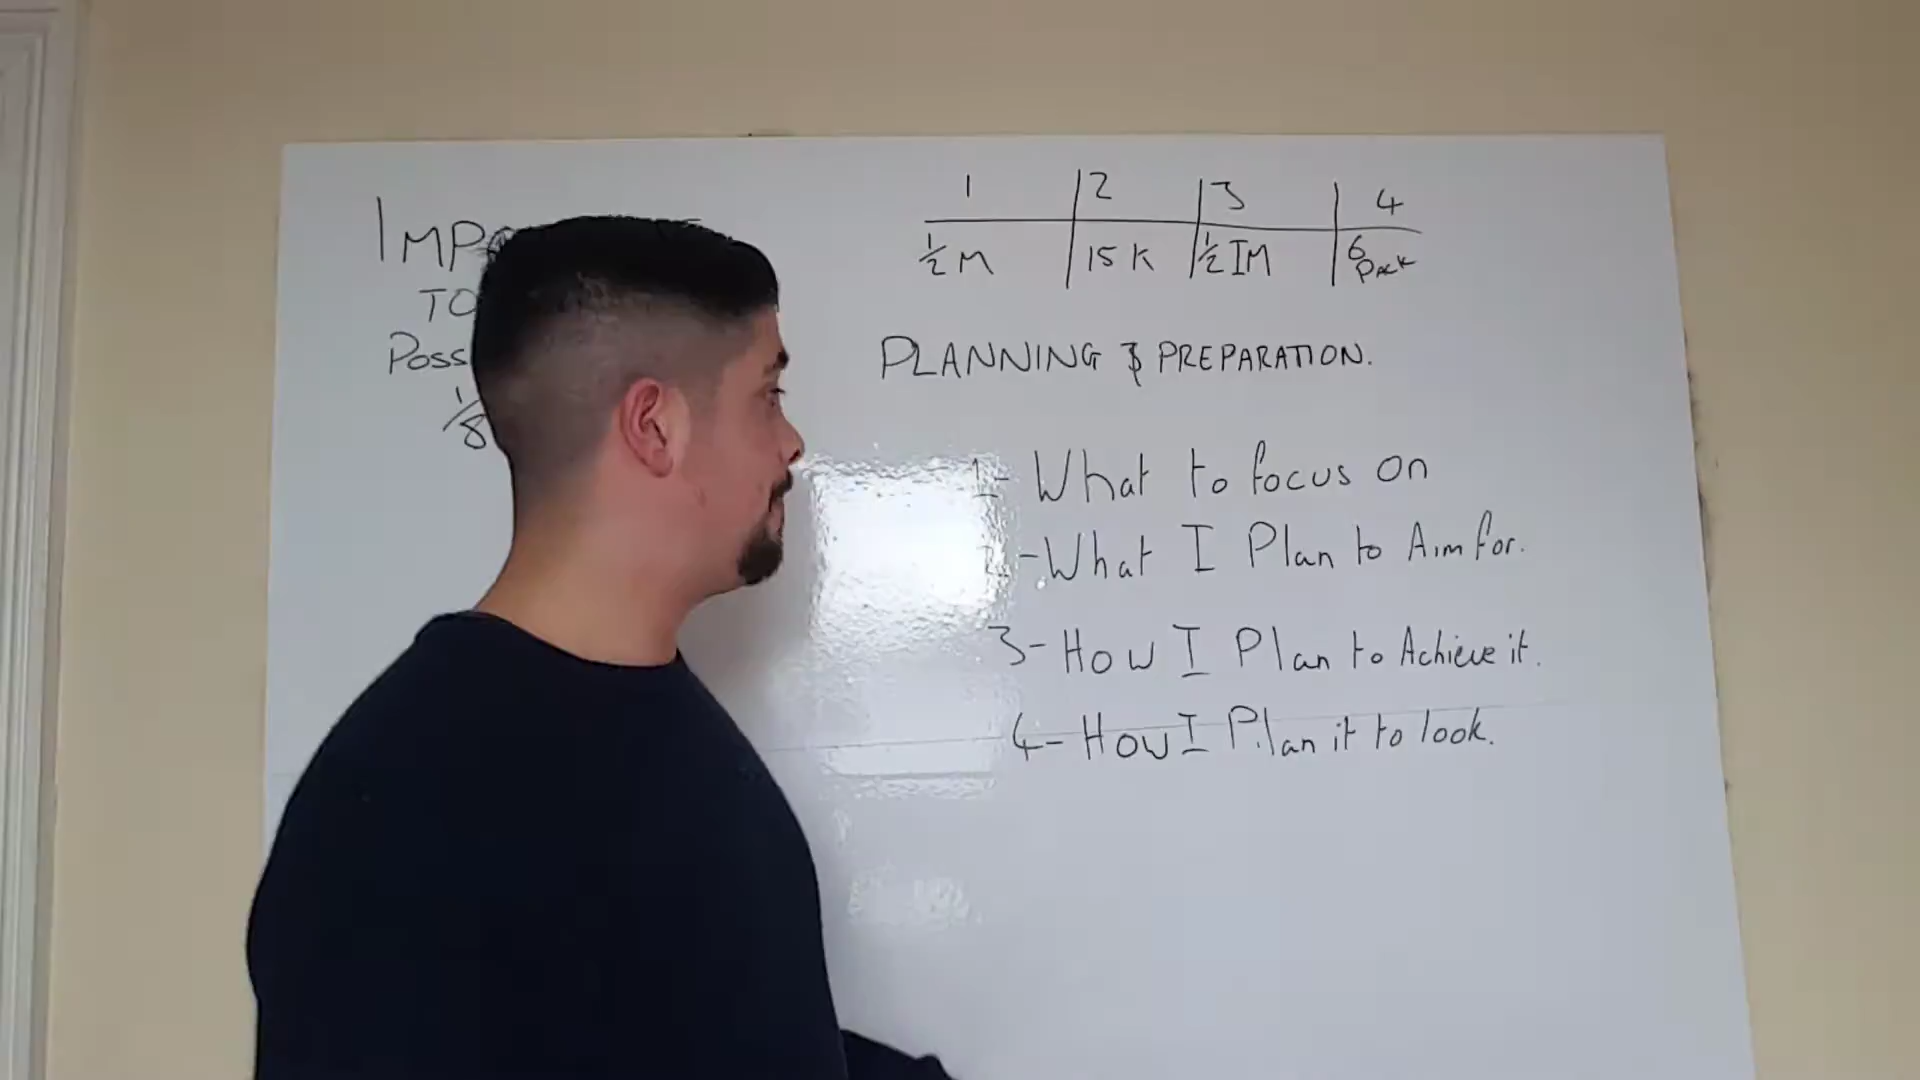 IMPO
TO
POSS
1/8
1 2 3 4
1/2 M 15 K 1/2 IM 6 PACK
PLANNING & PREPARATION.
1- What to focus on
2-What I Plan to Aim for.
3-How I Plan to Achieve it.
4-How I Plan it to look.